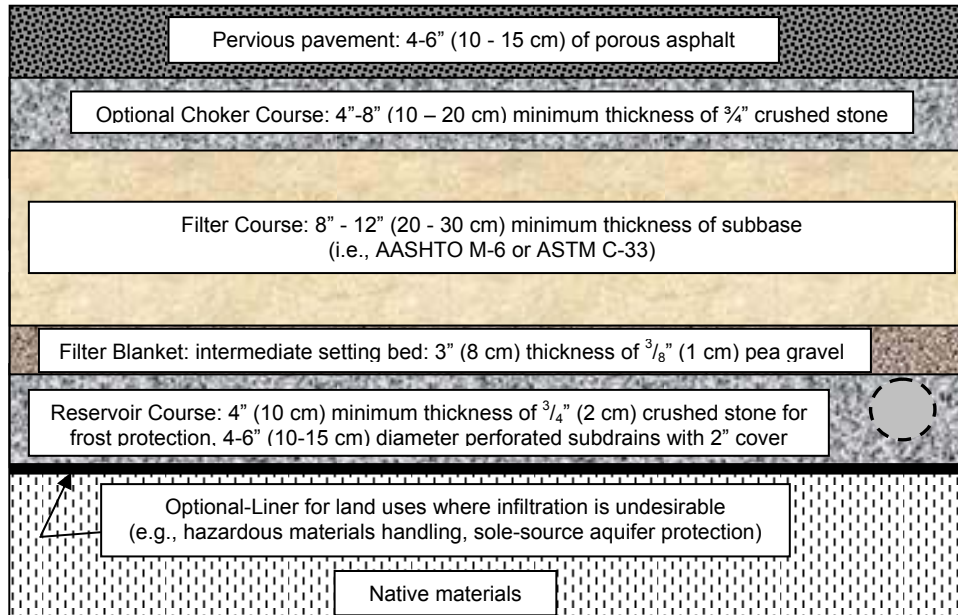 Pervious pavement: 4-6” (10 - 15 cm) of porous asphalt
Optional Choker Course: 4”-8” (10 – 20 cm) minimum thickness of ¾” crushed stone
Filter Course: 8” - 12” (20 - 30 cm) minimum thickness of subbase
(i.e., AASHTO M-6 or ASTM C-33)
Filter Blanket: intermediate setting bed: 3” (8 cm) thickness of 3/8” (1 cm) pea gravel
Reservoir Course: 4” (10 cm) minimum thickness of 3/4” (2 cm) crushed stone for
frost protection, 4-6” (10-15 cm) diameter perforated subdrains with 2” cover
Optional-Liner for land uses where infiltration is undesirable
(e.g., hazardous materials handling, sole-source aquifer protection)
Native materials